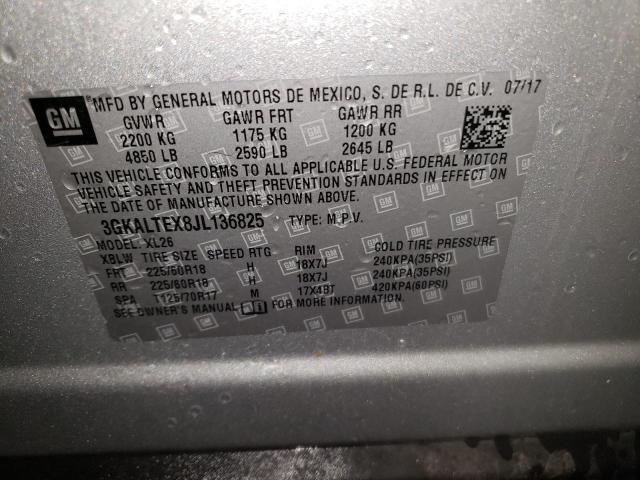 GM ® MFD BY GENERAL MOTORS DE MEXICO, S. DE R.L. DE C.V. 07/17
GVWR GAWR FRT GAWR RR
2200 KG 1175 KG 1200 KG
4850 LB 2590 LB 2645 LB
THIS VEHICLE CONFORMS TO ALL APPLICABLE U.S. FEDERAL MOTOR
VEHICLE SAFETY AND THEFT PREVENTION STANDARDS IN EFFECT ON
THE DATE OF MANUFACTURE SHOWN ABOVE.
3GKALTEX8JL136825 TYPE: M.P.V.
MODEL: XL26
XBLW TIRE SIZE SPEED RTG RIM COLD TIRE PRESSURE
FRT 225/60R18 H 18X7J 240KPA(35PSI)
RR 225/60R18 H 18X7J 240KPA(35PSI)
SPA T125/70R17 M 17X4BT 420KPA(60PSI)
SEE OWNER'S MANUAL FOR MORE INFORMATION.